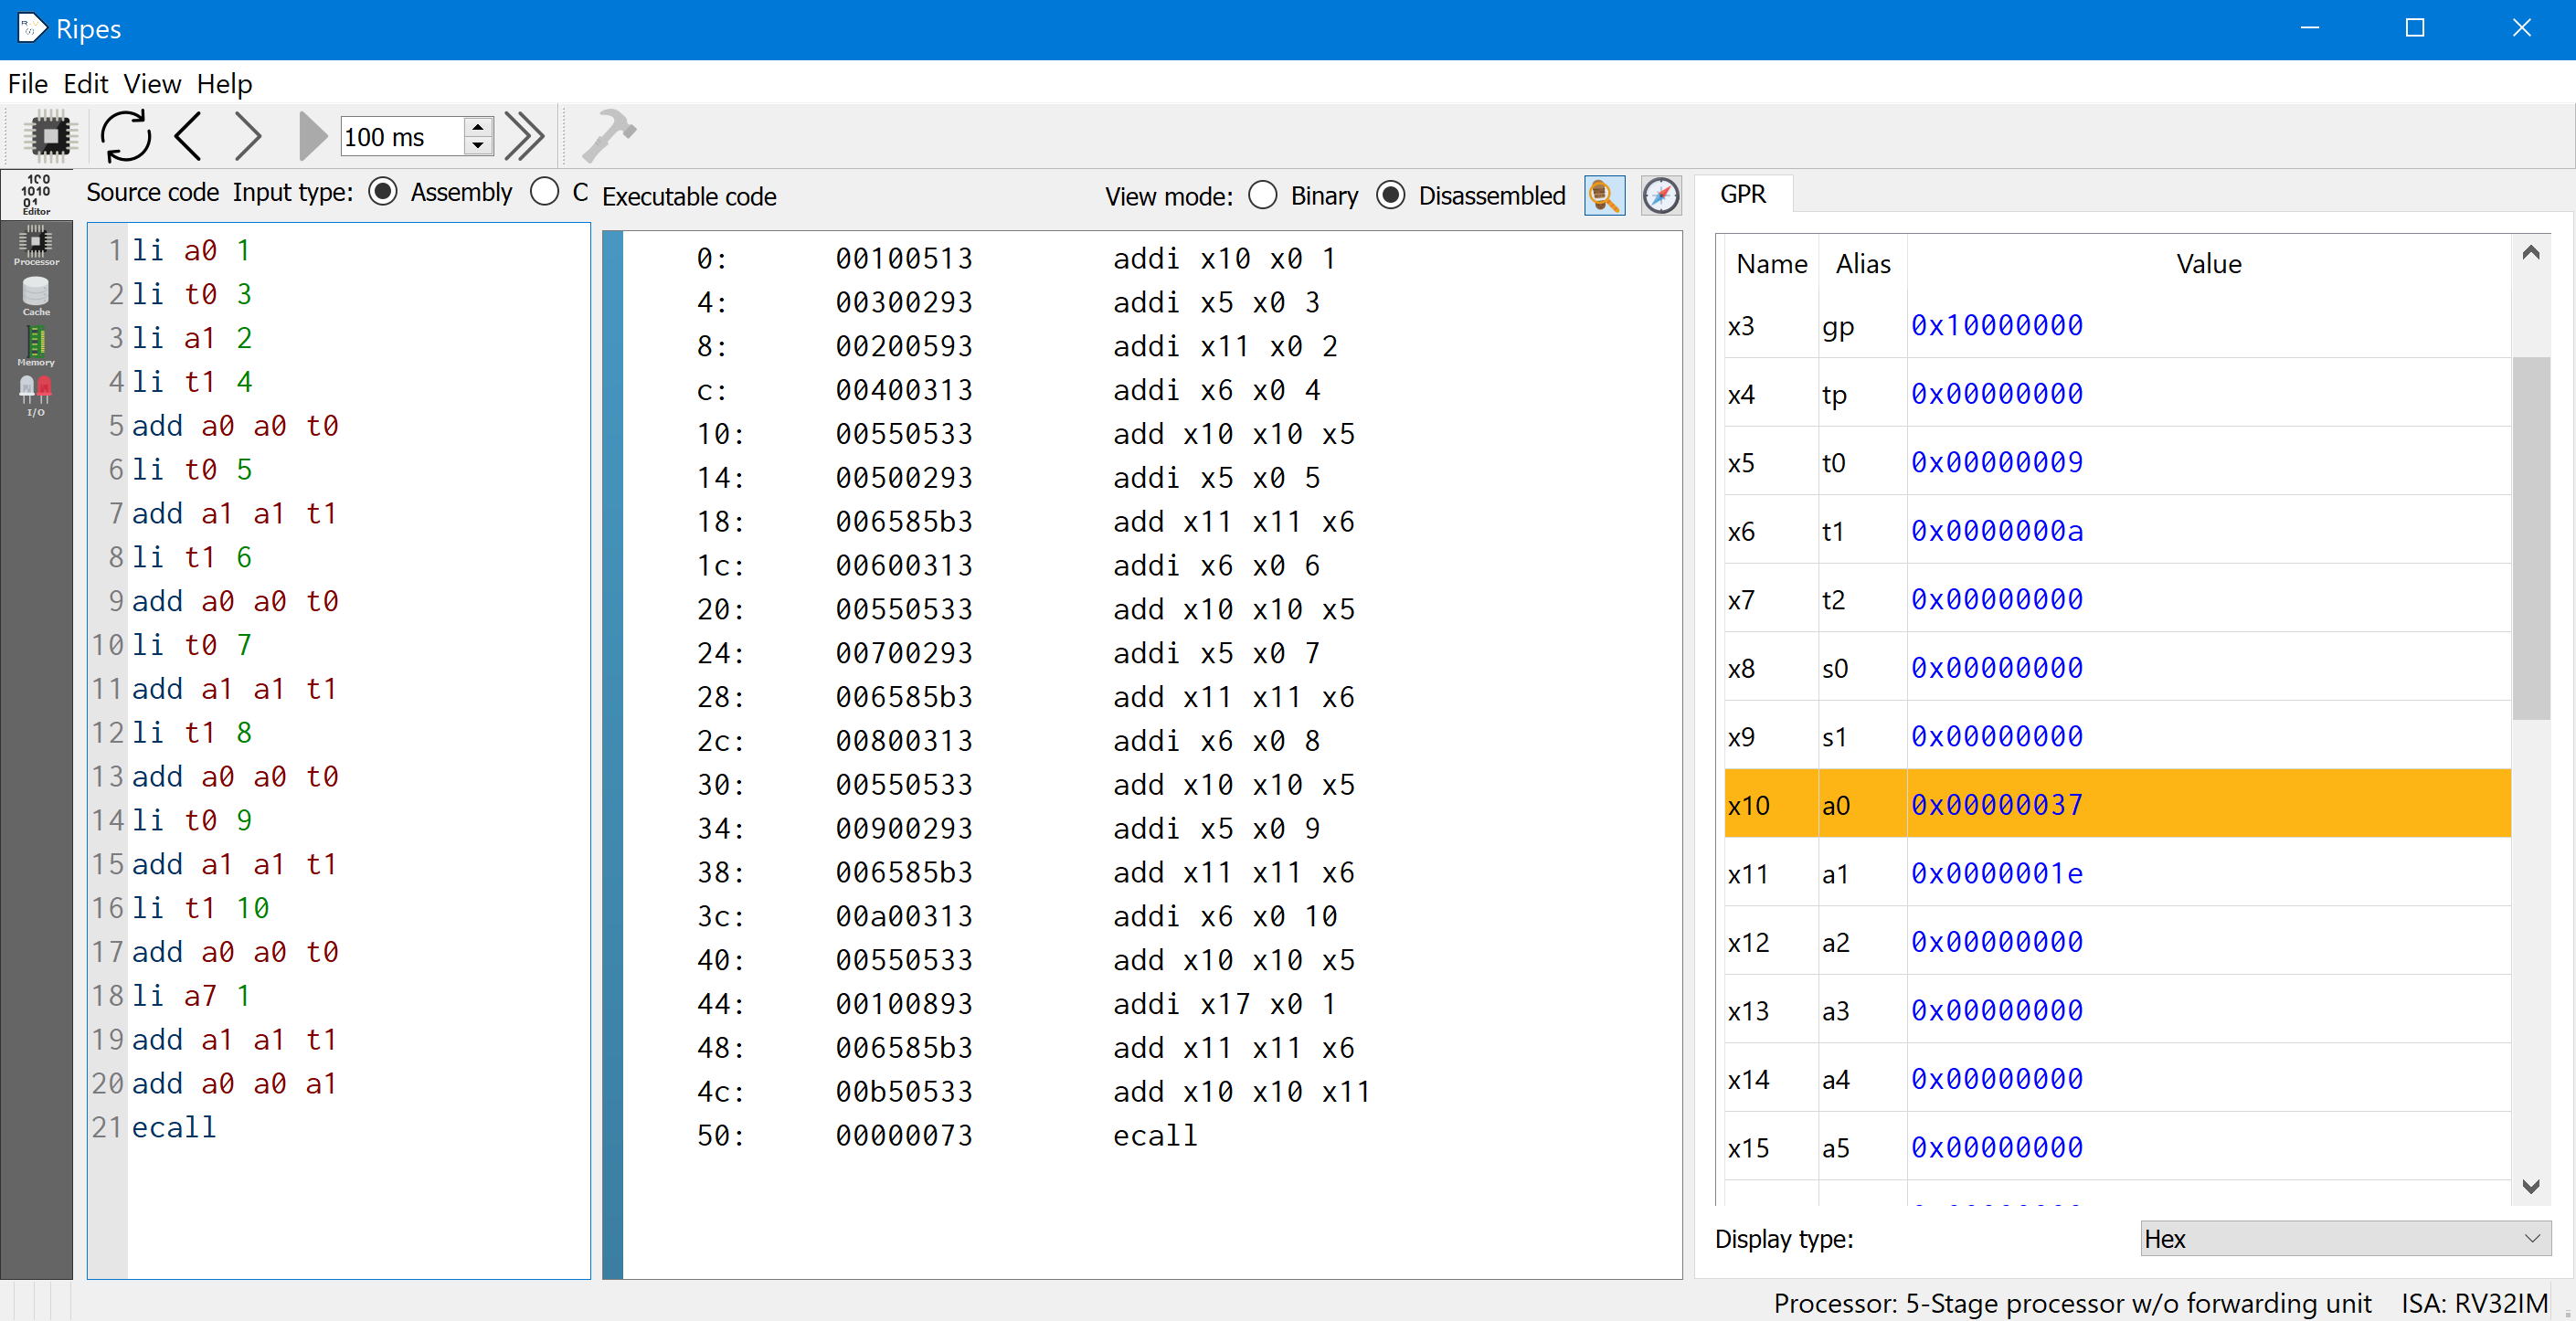 Ripes
File Edit View Help
100 ms
Editor
Processor
Cache
Memory
I/O
Source code Input type: Assembly C
1 li a0 1
2 li t0 3
3 li a1 2
4 li t1 4
5 add a0 a0 t0
6 li t0 5
7 add a1 a1 t1
8 li t1 6
9 add a0 a0 t0
10 li t0 7
11 add a1 a1 t1
12 li t1 8
13 add a0 a0 t0
14 li t0 9
15 add a1 a1 t1
16 li t1 10
17 add a0 a0 t0
18 li a7 1
19 add a1 a1 t1
20 add a0 a0 a1
21 ecall
Executable code View mode: Binary Disassembled
0: 00100513 addi x10 x0 1
4: 00300293 addi x5 x0 3
8: 00200593 addi x11 x0 2
c: 00400313 addi x6 x0 4
10: 00550533 add x10 x10 x5
14: 00500293 addi x5 x0 5
18: 006585b3 add x11 x11 x6
1c: 00600313 addi x6 x0 6
20: 00550533 add x10 x10 x5
24: 00700293 addi x5 x0 7
28: 006585b3 add x11 x11 x6
2c: 00800313 addi x6 x0 8
30: 00550533 add x10 x10 x5
34: 00900293 addi x5 x0 9
38: 006585b3 add x11 x11 x6
3c: 00a00313 addi x6 x0 10
40: 00550533 add x10 x10 x5
44: 00100893 addi x17 x0 1
48: 006585b3 add x11 x11 x6
4c: 00b50533 add x10 x10 x11
50: 00000073 ecall
GPR
Name Alias Value
x3 gp 0x10000000
x4 tp 0x00000000
x5 t0 0x00000009
x6 t1 0x0000000a
x7 t2 0x00000000
x8 s0 0x00000000
x9 s1 0x00000000
x10 a0 0x00000037
x11 a1 0x0000001e
x12 a2 0x00000000
x13 a3 0x00000000
x14 a4 0x00000000
x15 a5 0x00000000
Display type: Hex
Processor: 5-Stage processor w/o forwarding unit ISA: RV32IM